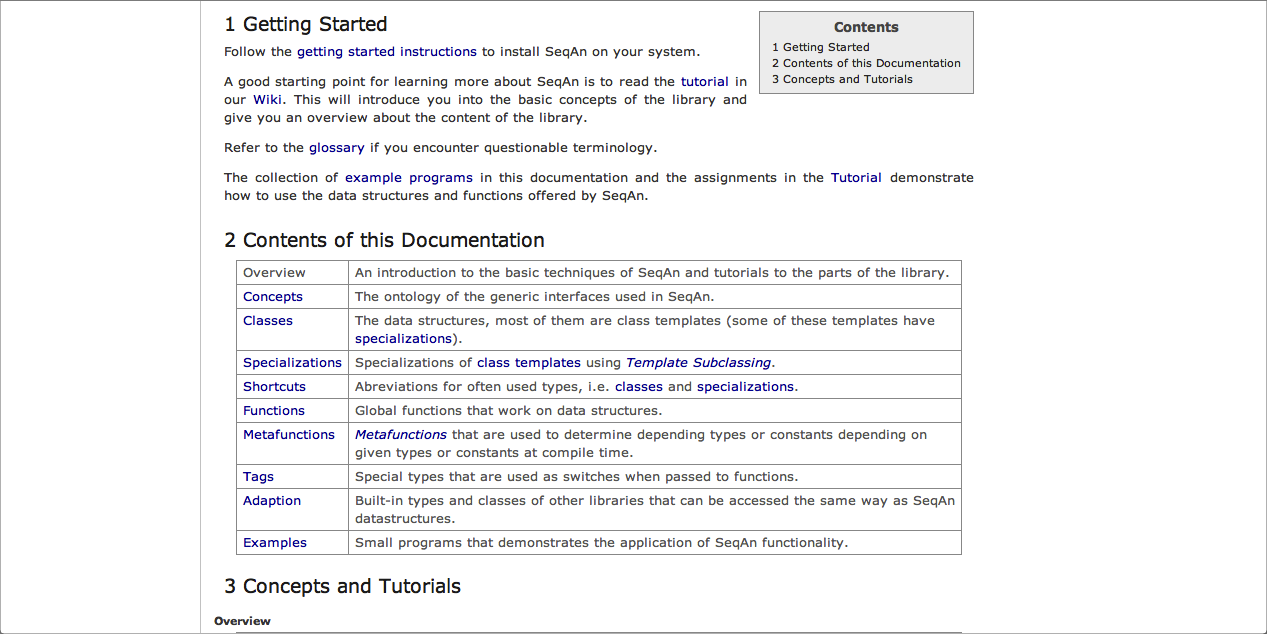 1 Getting Started
Follow the getting started instructions to install SeqAn on your system.
A good starting point for learning more about SeqAn is to read the tutorial in
our Wiki. This will introduce you into the basic concepts of the library and
give you an overview about the content of the library.
Refer to the glossary if you encounter questionable terminology.
The collection of example programs in this documentation and the assignments in the Tutorial demonstrate
how to use the data structures and functions offered by SeqAn.
Contents
1 Getting Started
2 Contents of this Documentation
3 Concepts and Tutorials
2 Contents of this Documentation
Overview An introduction to the basic techniques of SeqAn and tutorials to the parts of the library.
Concepts The ontology of the generic interfaces used in SeqAn.
Classes The data structures, most of them are class templates (some of these templates have
specializations).
Specializations Specializations of class templates using Template Subclassing.
Shortcuts Abreviations for often used types, i.e. classes and specializations.
Functions Global functions that work on data structures.
Metafunctions Metafunctions that are used to determine depending types or constants depending on
given types or constants at compile time.
Tags Special types that are used as switches when passed to functions.
Adaption Built-in types and classes of other libraries that can be accessed the same way as SeqAn
datastructures.
Examples Small programs that demonstrates the application of SeqAn functionality.
3 Concepts and Tutorials
Overview